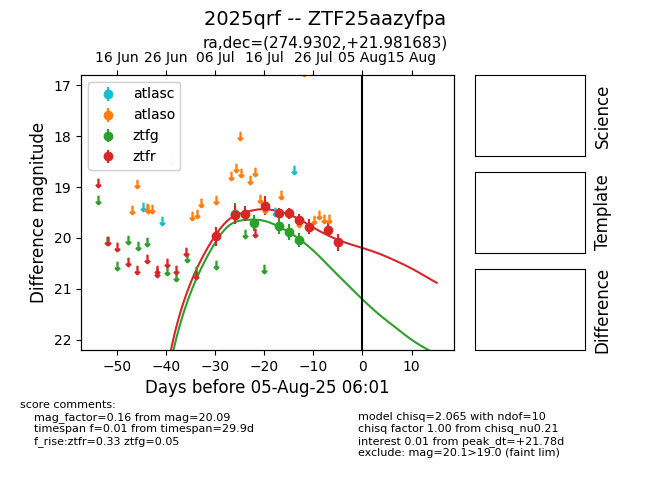 2025qrf -- ZTF25aazyfpa
ra,dec=(274.9302,+21.981683)
16 Jun 26 Jun 06 Jul 16 Jul 26 Jul 05 Aug 15 Aug
17
18
19
20
21
22
Difference magnitude
atlasc
atlaso
ztfg
ztfr
−50 −40 −30 −20 −10 0 10
Days before 05-Aug-25 06:01
Science
Template
Difference
score comments:
mag_factor=0.16 from mag=20.09
timespan f=0.01 from timespan=29.9d
f_rise:ztfr=0.33 ztfg=0.05
model chisq=2.065 with ndof=10
chisq factor 1.00 from chisq_nu0.21
interest 0.01 from peak_dt=+21.78d
exclude: mag=20.1>19.0 (faint lim)